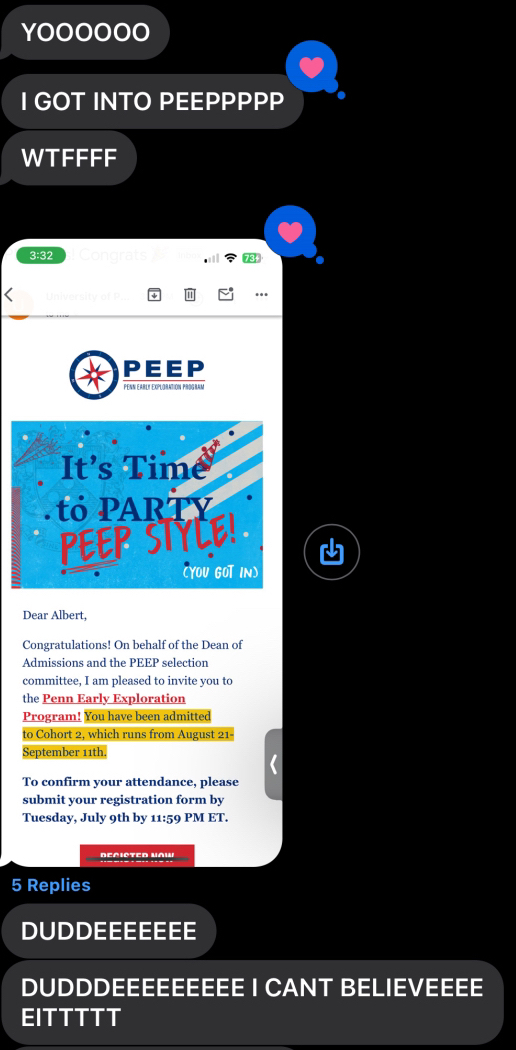 YOOOOOO
I GOT INTO PEEPPPPP
WTFFFF
3:32
Congrats
73
University of P...
PEEP
PENN EARLY EXPLORATION PROGRAM
It's Time
to PARTY
PEEP STYLE!
(YOU GOT IN)
Dear Albert,
Congratulations! On behalf of the Dean of
Admissions and the PEEP selection
committee, I am pleased to invite you to
the Penn Early Exploration
Program! You have been admitted
to Cohort 2, which runs from August 21-
September 11th.
To confirm your attendance, please
submit your registration form by
Tuesday, July 9th by 11:59 PM ET.
REGISTER NOW
5 Replies
DUDDEEEEEEE
DUDDDEEEEEEEEEE I CANT BELIEVEEEE
EITTTTT